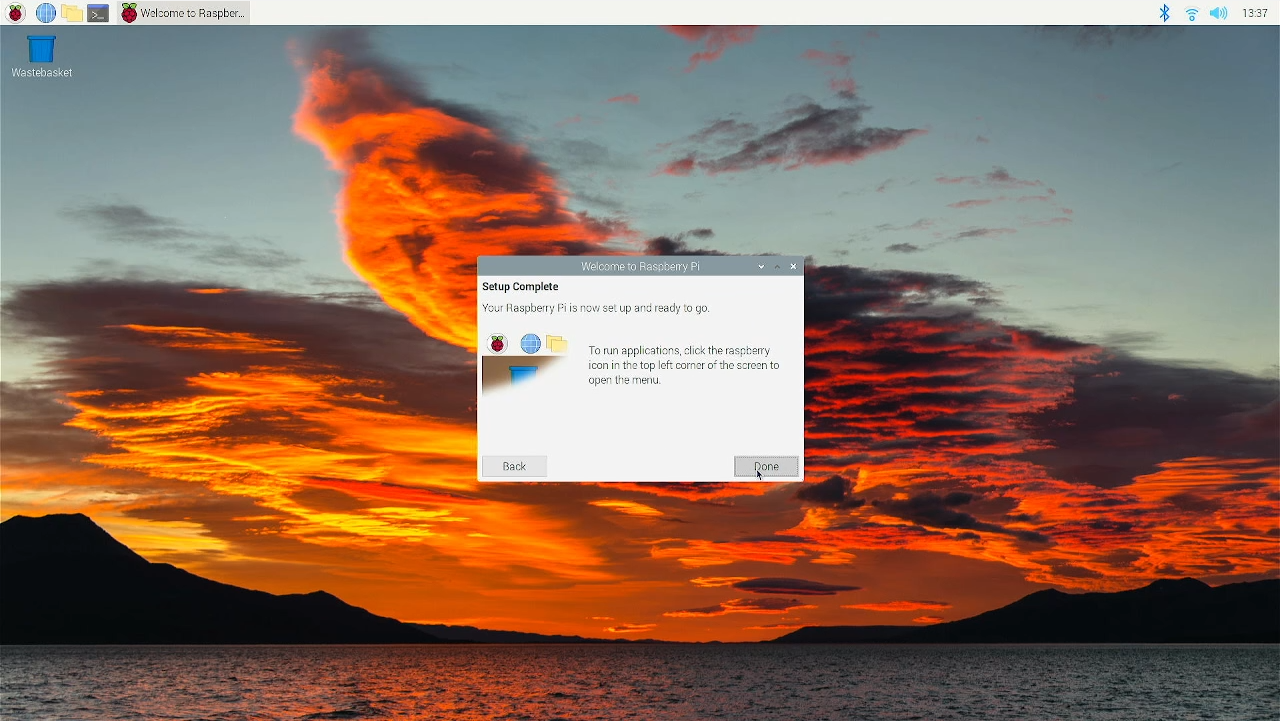 Welcome to Raspber...
13:37
Wastebasket
Welcome to Raspberry Pi
Setup Complete
Your Raspberry Pi is now set up and ready to go.
To run applications, click the raspberry
icon in the top left corner of the screen to
open the menu.
Back
Done